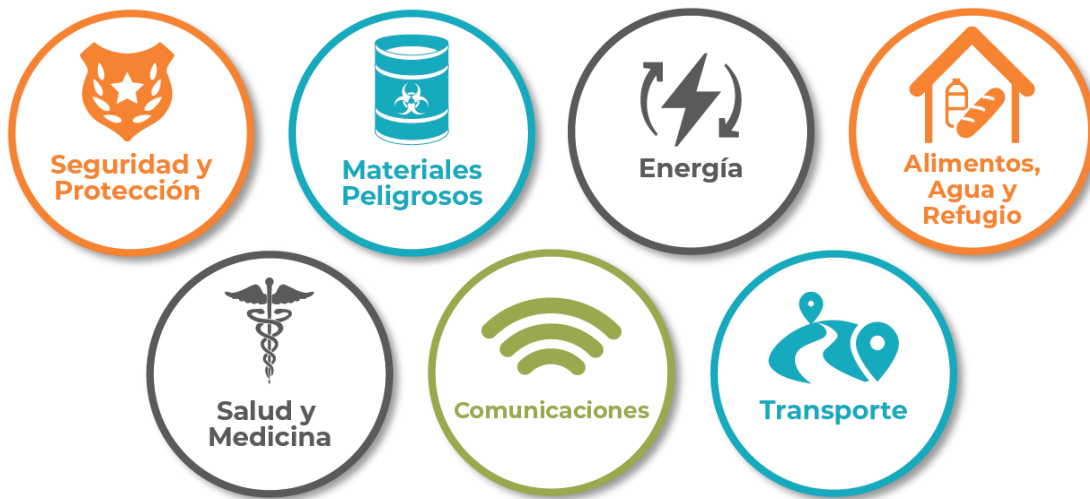 Seguridad y
Protección
Materiales
Peligrosos
Energía
Alimentos,
Agua y
Refugio
Salud y
Medicina
Comunicaciones
Transporte